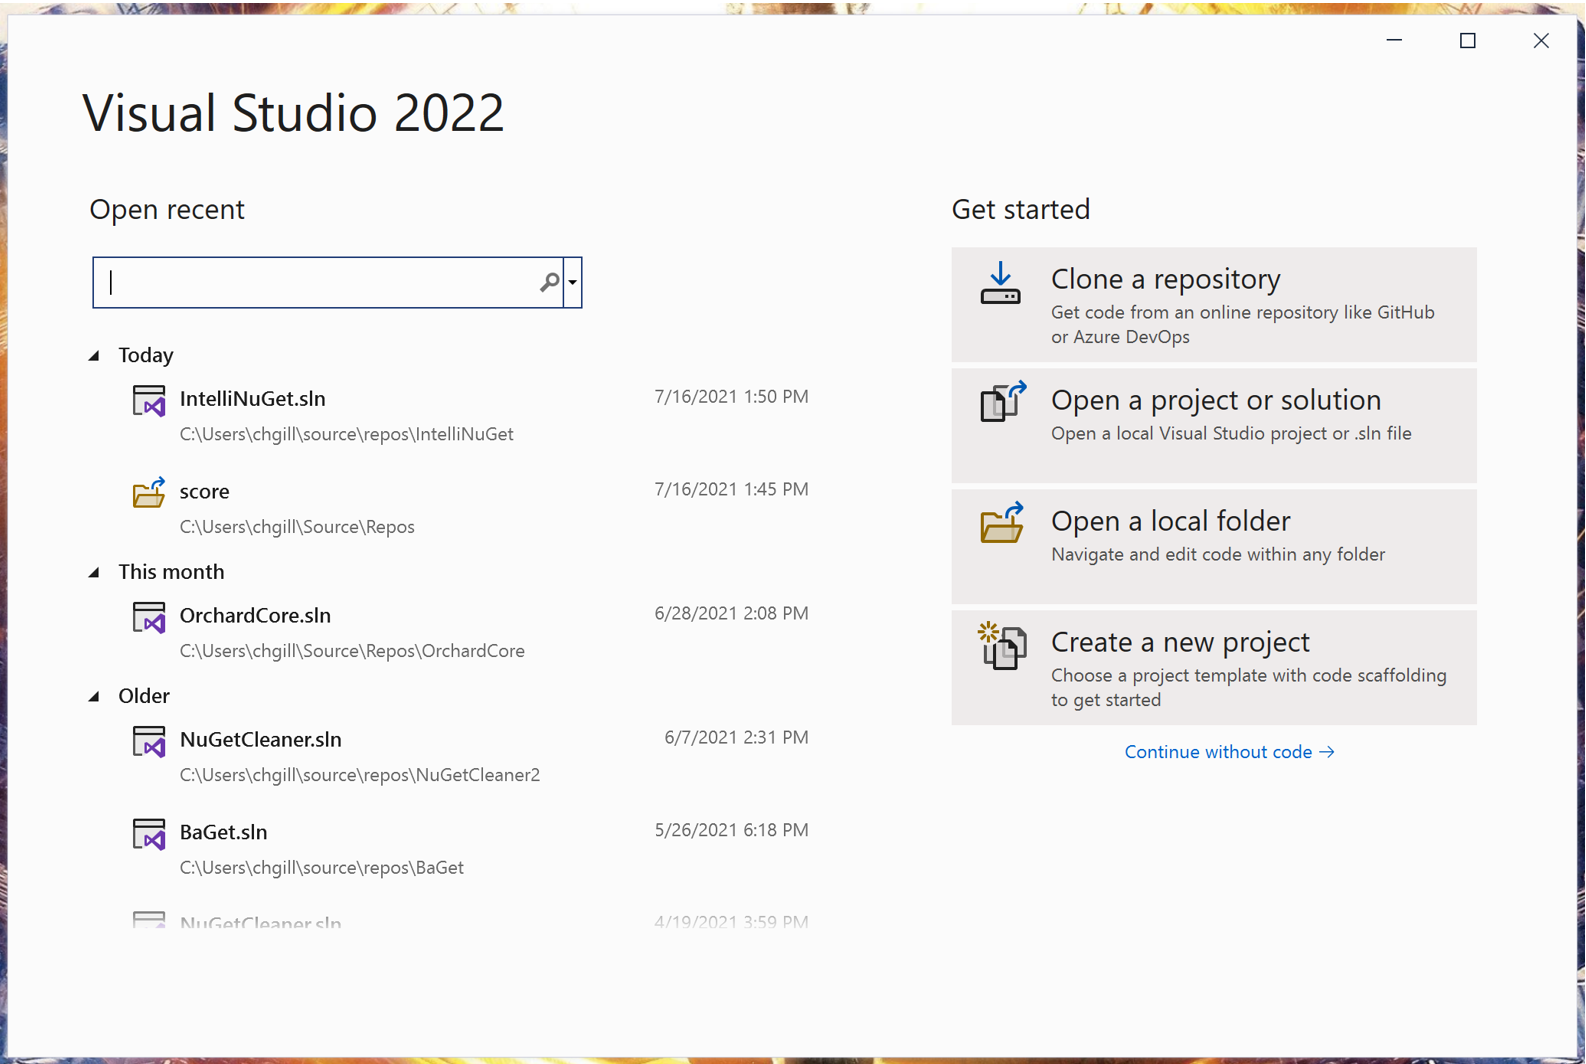 Visual Studio 2022
Open recent
Today
IntelliNuGet.sln
7/16/2021 1:50 PM
C:\Users\chgill\source\repos\IntelliNuGet
score
7/16/2021 1:45 PM
C:\Users\chgill\Source\Repos
This month
OrchardCore.sln
6/28/2021 2:08 PM
C:\Users\chgill\Source\Repos\OrchardCore
Older
NuGetCleaner.sln
6/7/2021 2:31 PM
C:\Users\chgill\source\repos\NuGetCleaner2
BaGet.sln
5/26/2021 6:18 PM
C:\Users\chgill\source\repos\BaGet
NuGetCleaner.sln
4/19/2021 3:59 PM
Get started
Clone a repository
Get code from an online repository like GitHub
or Azure DevOps
Open a project or solution
Open a local Visual Studio project or .sln file
Open a local folder
Navigate and edit code within any folder
Create a new project
Choose a project template with code scaffolding
to get started
Continue without code →